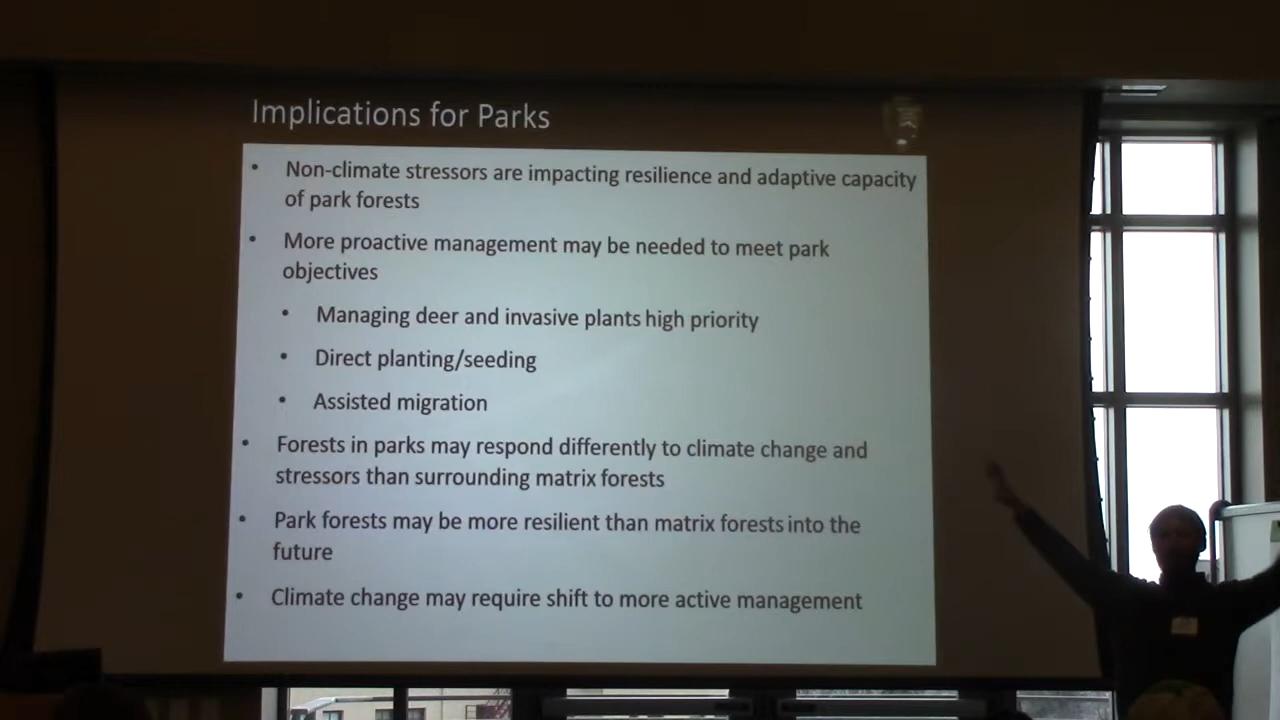 Implications for Parks
• Non-climate stressors are impacting resilience and adaptive capacity
of park forests
• More proactive management may be needed to meet park
objectives
• Managing deer and invasive plants high priority
• Direct planting/seeding
• Assisted migration
• Forests in parks may respond differently to climate change and
stressors than surrounding matrix forests
• Park forests may be more resilient than matrix forests into the
future
• Climate change may require shift to more active management